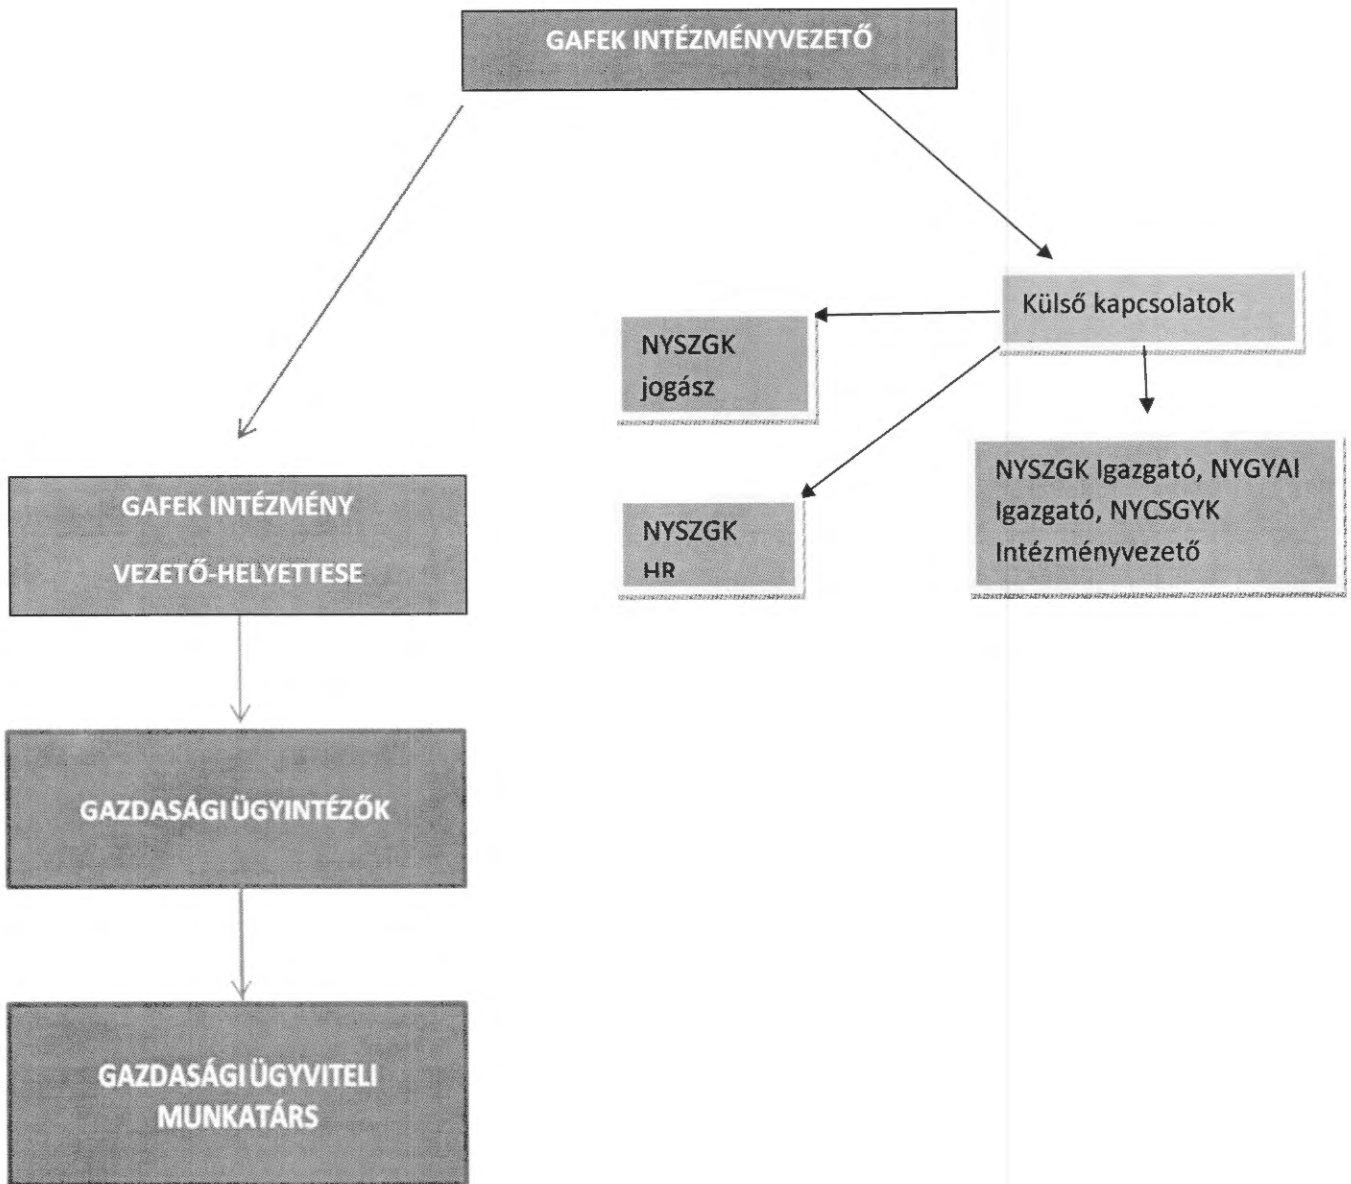 GAFEK INTÉZMÉNYVEZETŐ
Külső kapcsolatok
NYSZGK
jogász
NYSZGK Igazgató, NYGYAI
Igazgató, NYCSGYK
Intézményvezető
NYSZGK
HR
GAFEK INTÉZMÉNY
VEZETŐ-HELYETTESE
GAZDASÁGI ÜGYINTÉZŐK
GAZDASÁGI ÜGYVITELI
MUNKATÁRS